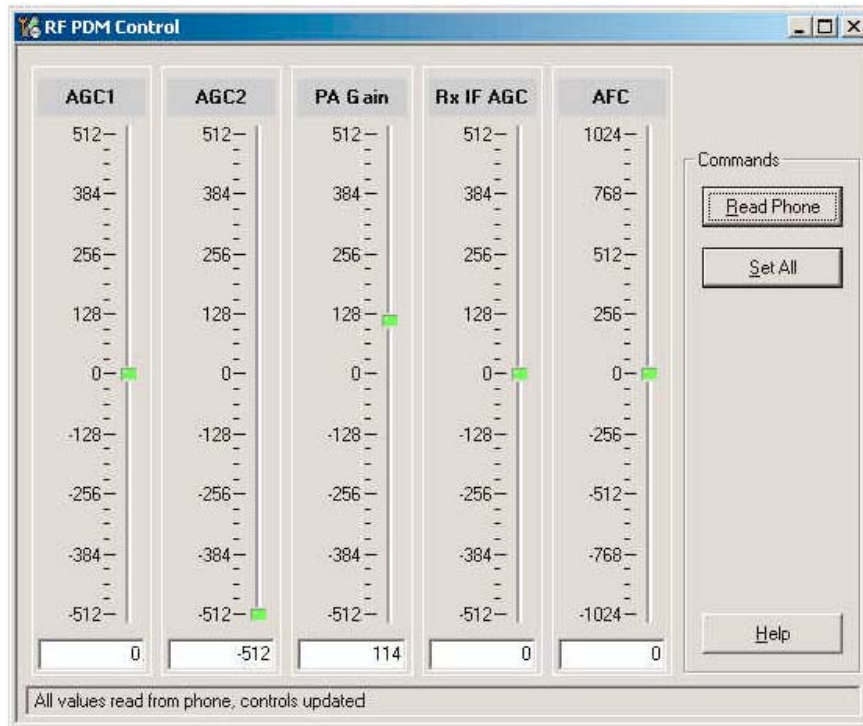 RF PDM Control
AGC1 AGC2 PA Gain Rx IF AGC AFC
512 512 512 512 1024
384 384 384 384 768
256 256 256 256 512
128 128 128 128 256
0 0 0 0 0
-128 -128 -128 -128 -256
-256 -256 -256 -256 -512
-384 -384 -384 -384 -768
-512 -512 -512 -512 -1024
0 -512 114 0 0
Commands
Read Phone
Set All
Help
All values read from phone, controls updated